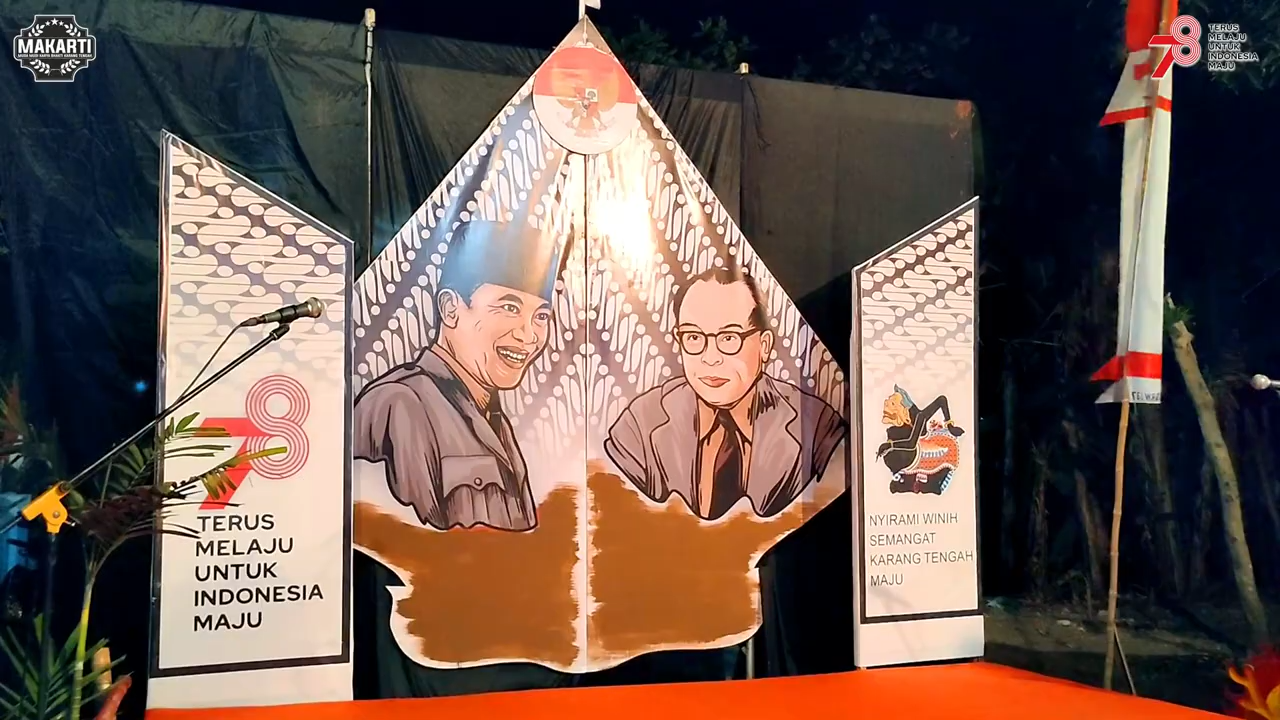 MAKARTI
78
TERUS
MELAJU
UNTUK
INDONESIA
MAJU
78
TERUS
MELAJU
UNTUK
INDONESIA
MAJU
NYIRAMI WINIH
SEMANGAT
KARANG TENGAH
MAJU